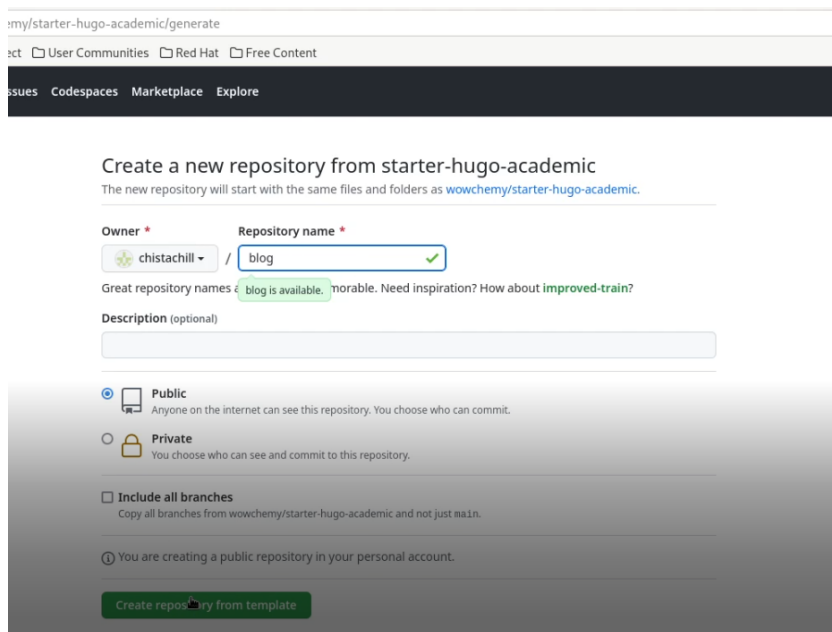 emy/starter-hugo-academic/generate
ect User Communities Red Hat Free Content
ssues Codespaces Marketplace Explore
Create a new repository from starter-hugo-academic
The new repository will start with the same files and folders as wowchemy/starter-hugo-academic.
Owner * Repository name *
chistachill / blog
Great repository names a morable. Need inspiration? How about improved-train?
blog is available.
Description (optional)
Public
Anyone on the internet can see this repository. You choose who can commit.
Private
You choose who can see and commit to this repository.
Include all branches
Copy all branches from wowchemy/starter-hugo-academic and not just main.
You are creating a public repository in your personal account.
Create repository from template